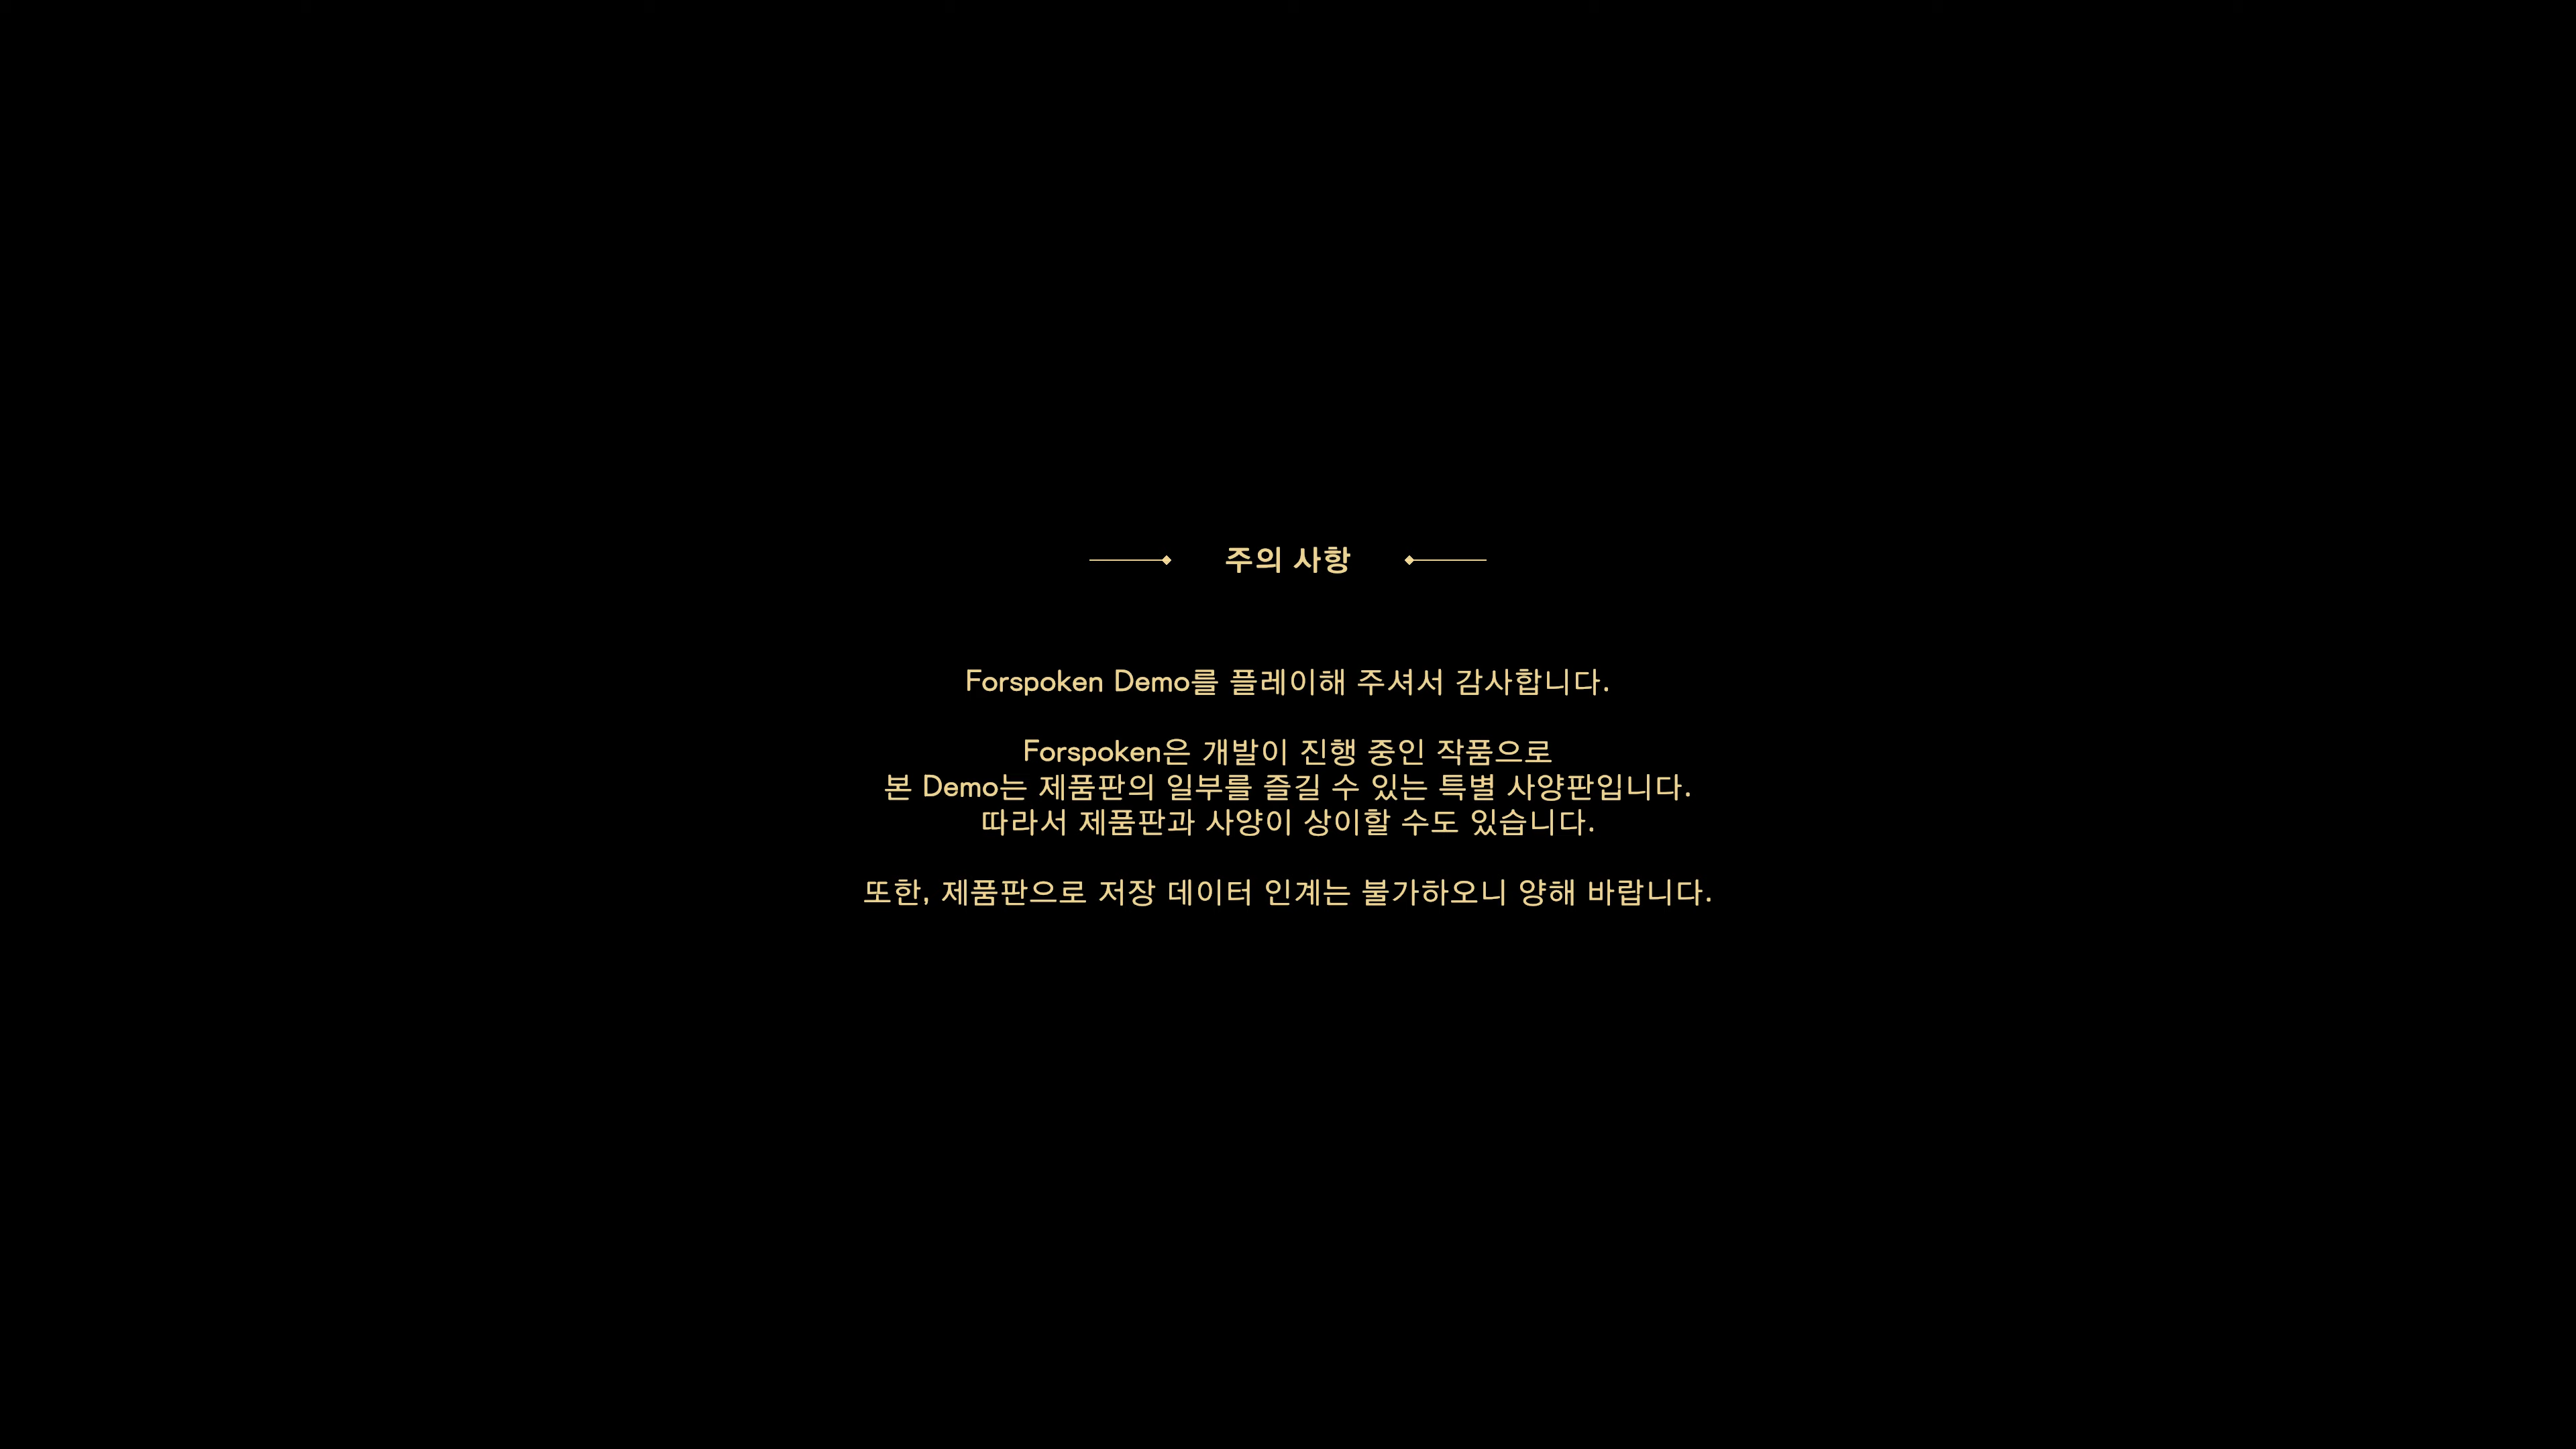 주의 사항
Forspoken Demo를 플레이해 주셔서 감사합니다.
Forspoken은 개발이 진행 중인 작품으로
본 Demo는 제품판의 일부를 즐길 수 있는 특별 사양판입니다.
따라서 제품판과 사양이 상이할 수도 있습니다.
또한, 제품판으로 저장 데이터 인계는 불가하오니 양해 바랍니다.